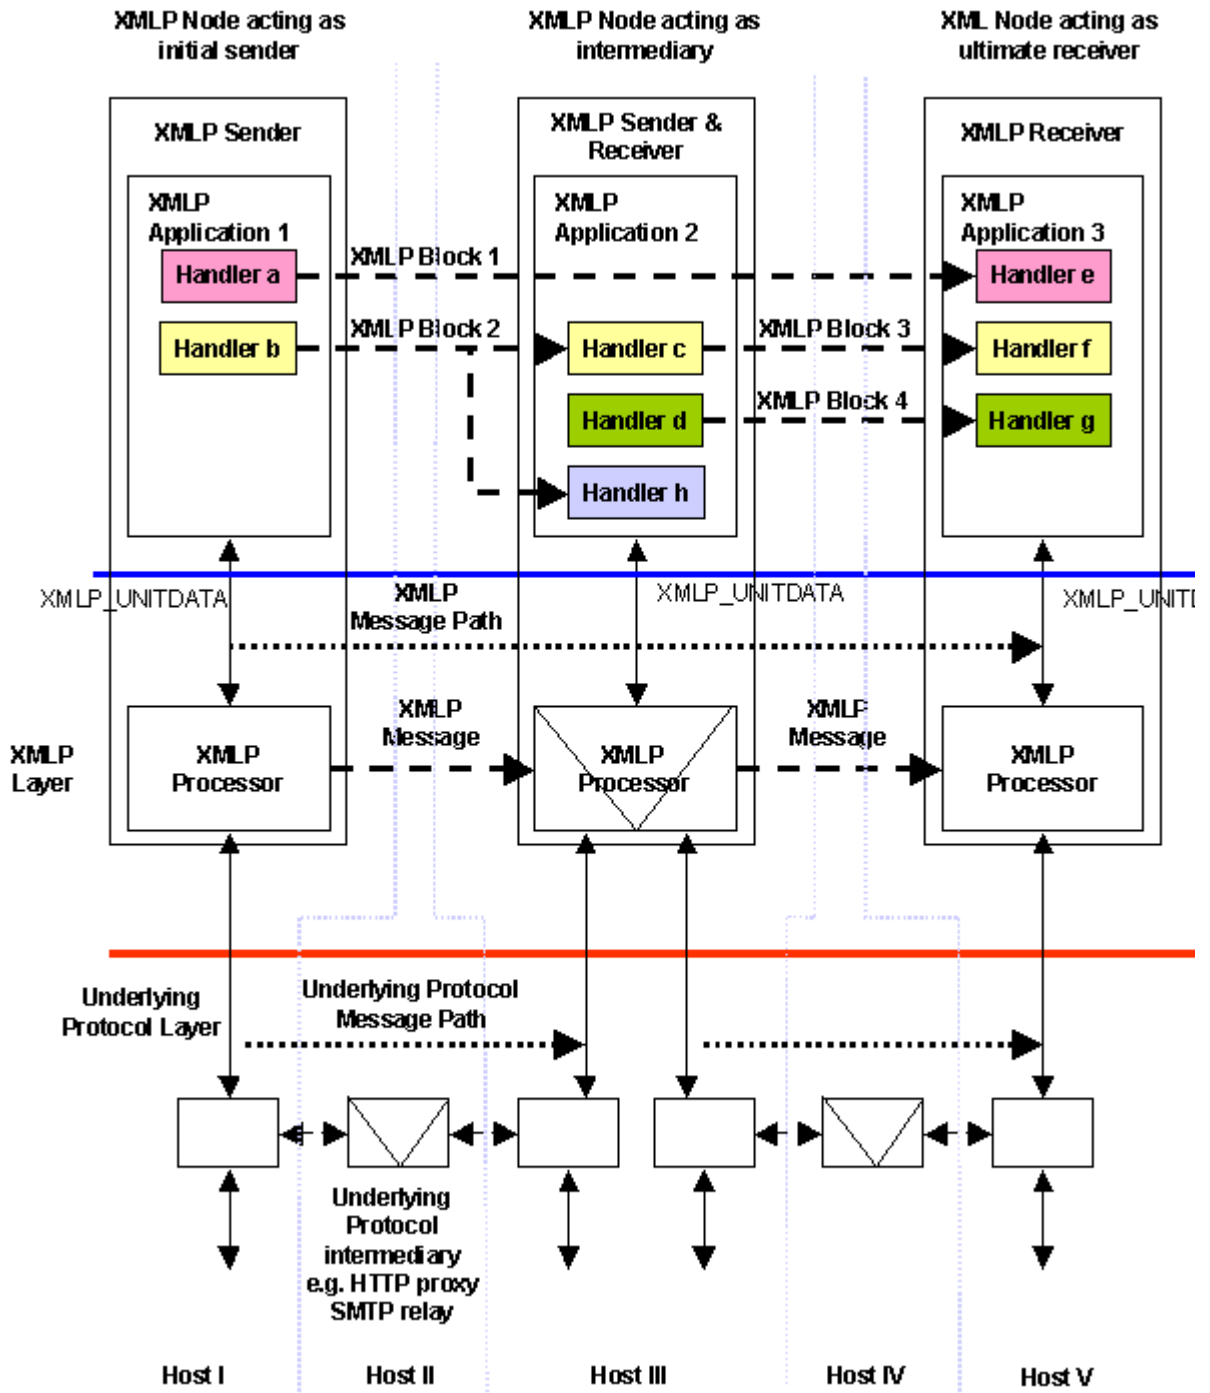 XMLP Node acting as
initial sender
XMLP Node acting as
intermediary
XML Node acting as
ultimate receiver
XMLP Sender
XMLP Sender &
Receiver
XMLP Receiver
XMLP
Application 1
XMLP
Application 2
XMLP
Application 3
Handler a
XMLP Block 1
Handler e
Handler b
XMLP Block 2
Handler c
XMLP Block 3
Handler f
Handler d
XMLP Block 4
Handler g
Handler h
XMLP_UNITDATA
XMLP
Message Path
XMLP_UNITDATA
XMLP_UNITD
XMLP
Layer
XMLP
Processor
XMLP
Message
XMLP
Processor
XMLP
Message
XMLP
Processor
Underlying
Protocol Layer
Underlying Protocol
Message Path
Underlying
Protocol
intermediary
e.g. HTTP proxy
SMTP relay
Host I
Host II
Host III
Host IV
Host V